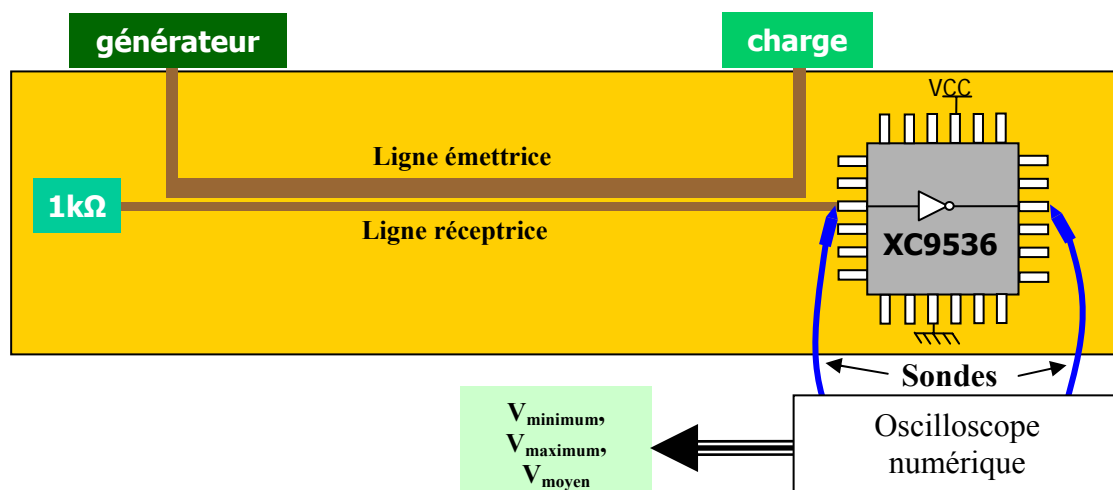 générateur
charge
VCC
Ligne émettrice
1kΩ
Ligne réceptrice
XC9536
Sondes
Vminimum,
Vmaximum,
Vmoyen
Oscilloscope
numérique